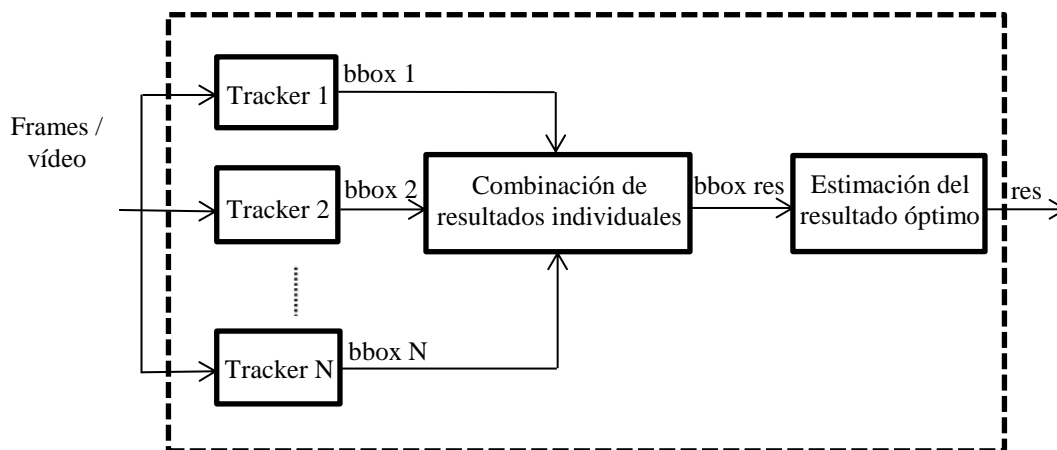 bbox 1
Tracker 1
Frames /
vídeo
bbox 2
Tracker 2
Combinación de
resultados individuales
bbox res
Estimación del
resultado óptimo
res
bbox N
Tracker N